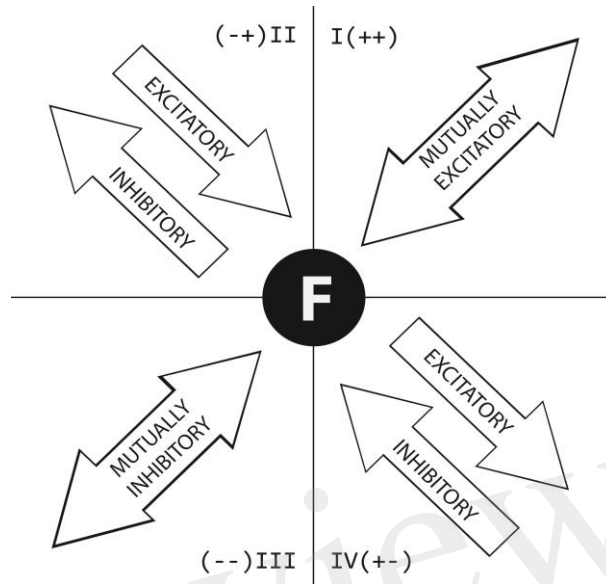 (-+)II
I(++)
EXCITATORY
INHIBITORY
MUTUALLY
EXCITATORY
F
MUTUALLY
INHIBITORY
EXCITATORY
INHIBITORY
(--)III
IV(+-)